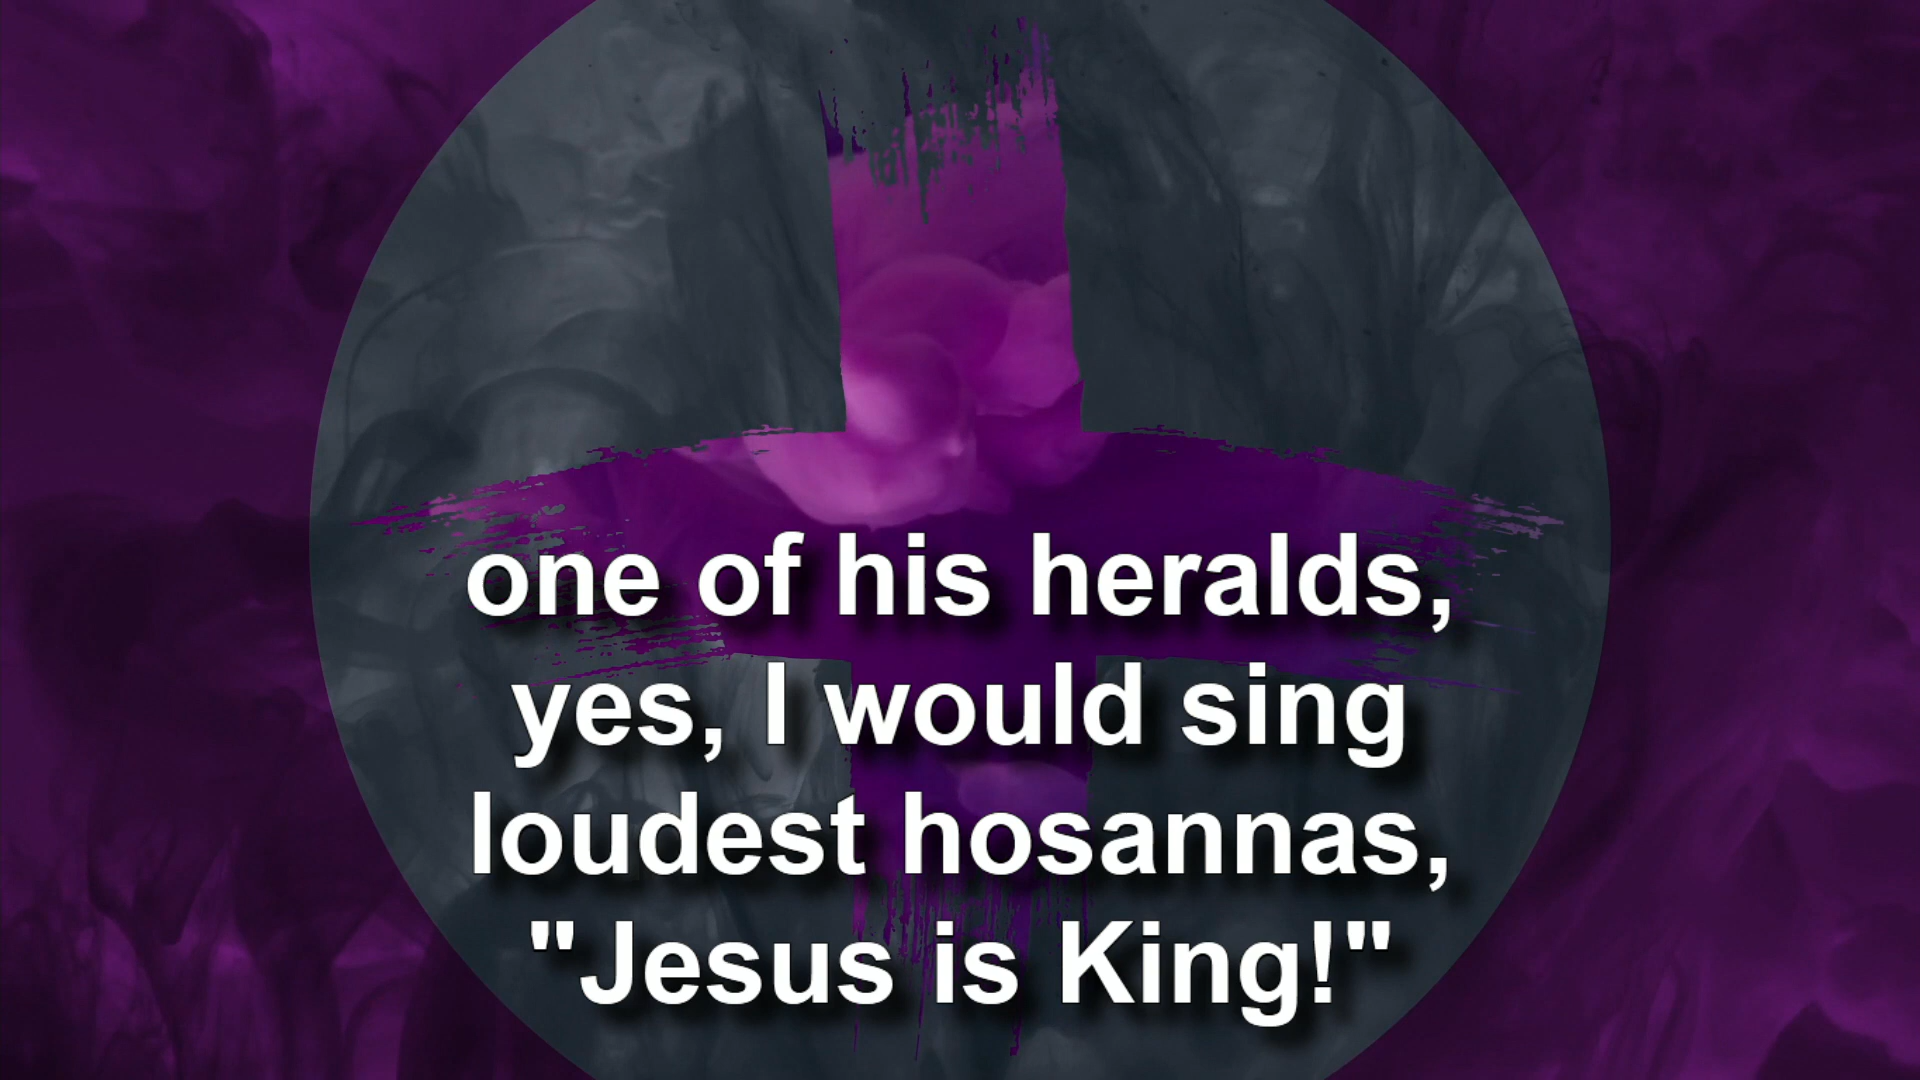 one of his heralds,
yes, I would sing
loudest hosannas,
"Jesus is King!"